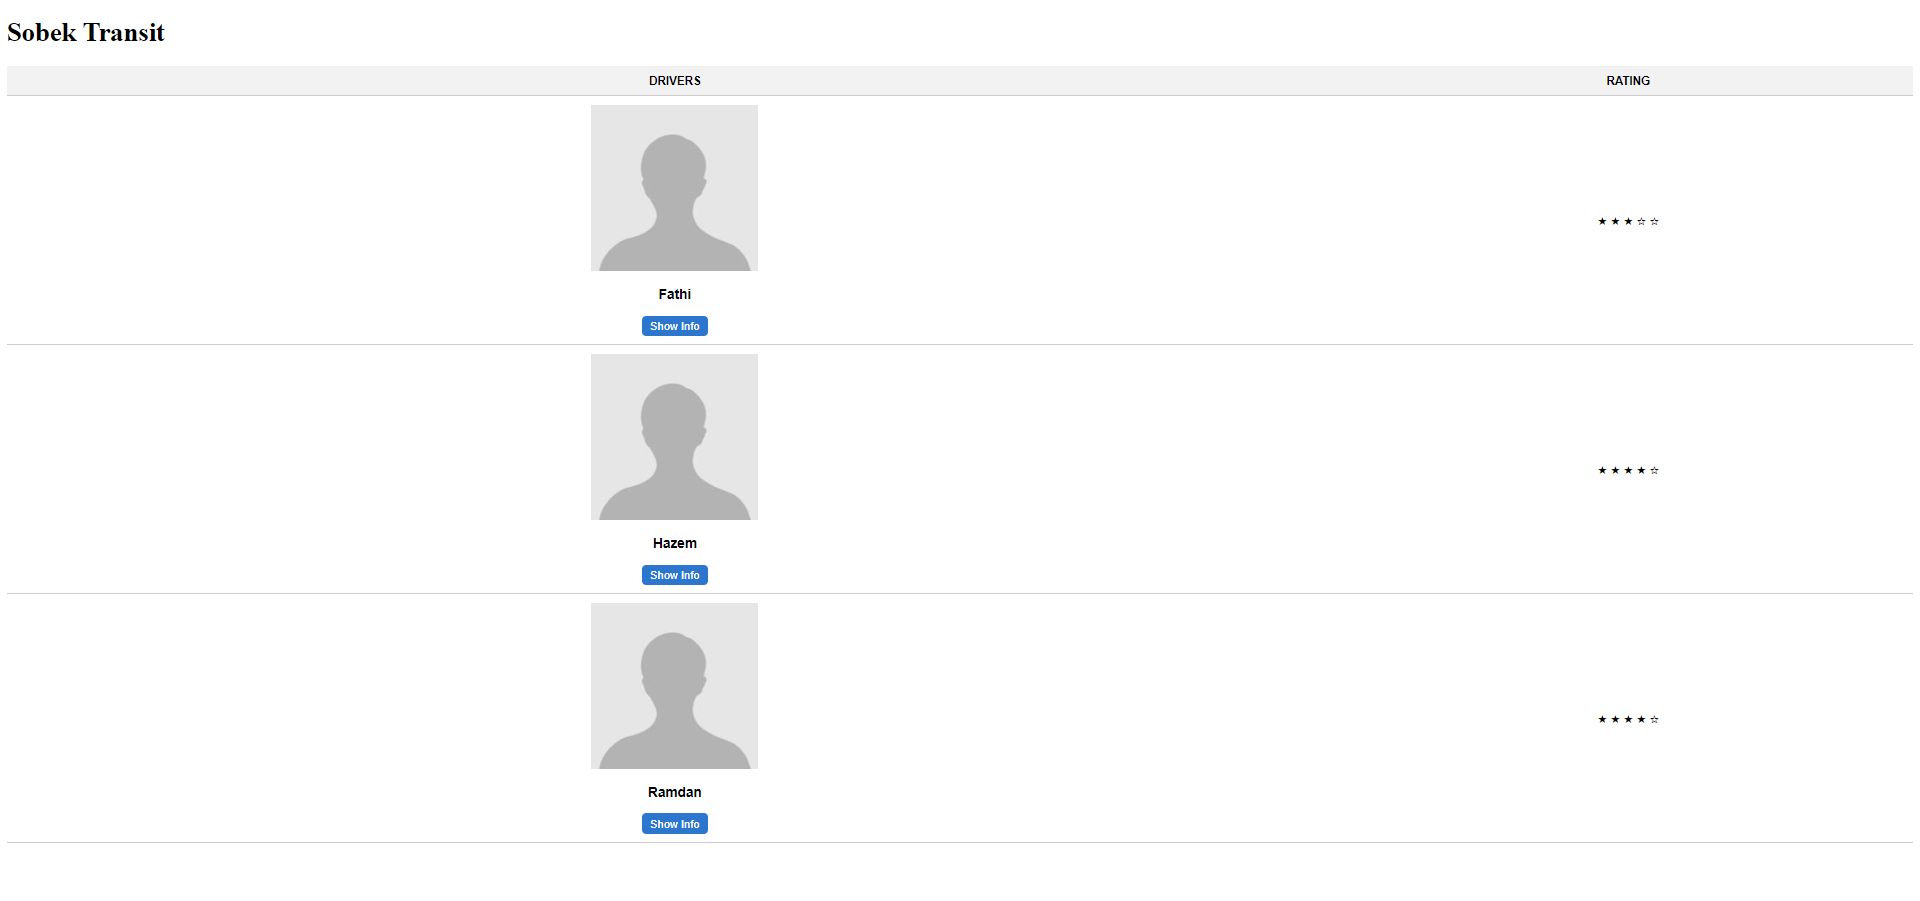 Sobek Transit
DRIVERS RATING
★ ★ ★ ☆ ☆
Fathi
Show Info
★ ★ ★ ★ ☆
Hazem
Show Info
★ ★ ★ ★ ☆
Ramdan
Show Info